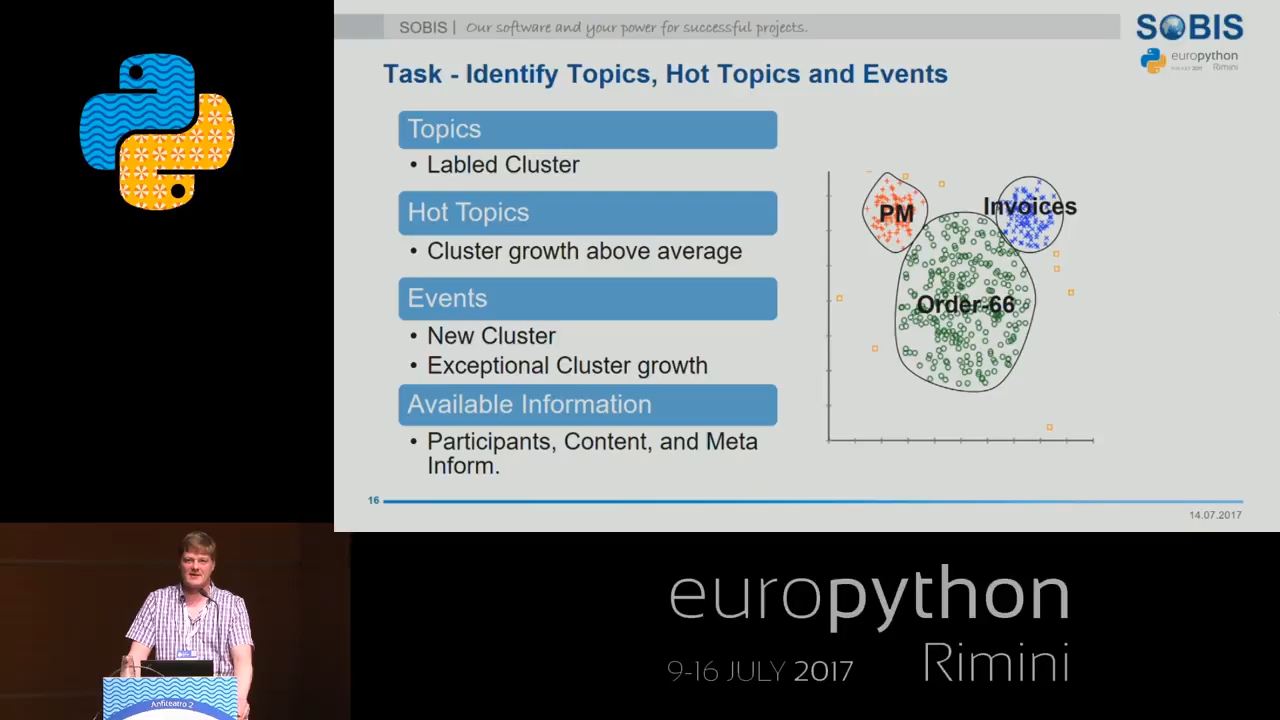 SOBIS | Our software and your power for successful projects.
SOBIS
europython
Rimini
Task - Identify Topics, Hot Topics and Events
Topics
• Labled Cluster
Hot Topics
• Cluster growth above average
Events
• New Cluster
• Exceptional Cluster growth
Available Information
• Participants, Content, and Meta
Inform.
PM
Invoices
Order-66
16
14.07.2017
Anfiteatro 2
europython
9-16 JULY 2017
Rimini